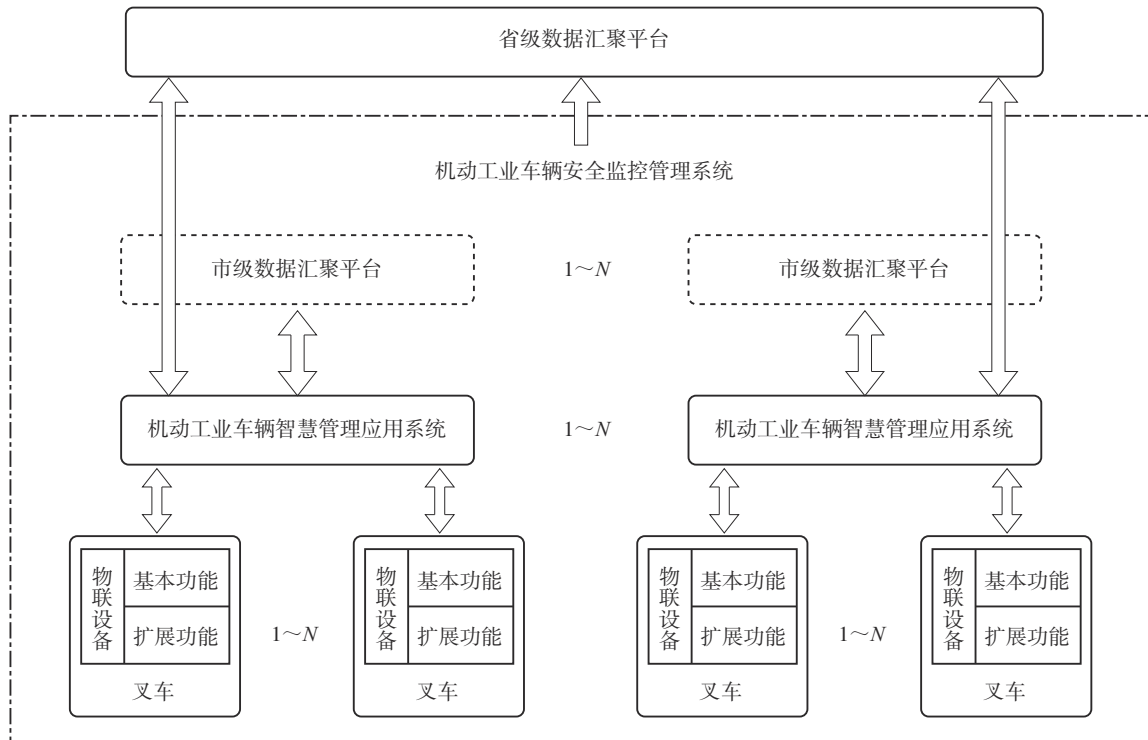 省级数据汇聚平台
机动工业车辆安全监控管理系统
市级数据汇聚平台
1～N
市级数据汇聚平台
机动工业车辆智慧管理应用系统
1～N
机动工业车辆智慧管理应用系统
物联设备
基本功能
扩展功能
叉车
1～N
物联设备
基本功能
扩展功能
叉车
物联设备
基本功能
扩展功能
叉车
1～N
物联设备
基本功能
扩展功能
叉车